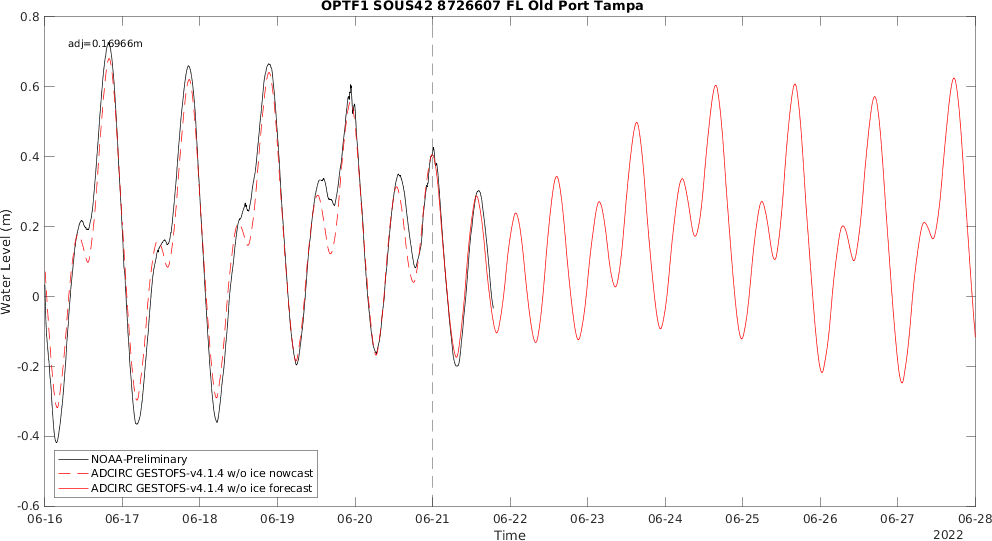 OPTF1 SOUS42 8726607 FL Old Port Tampa
adj=0.16966m
Water Level (m)
0.8
0.6
0.4
0.2
0
-0.2
-0.4
-0.6
NOAA-Preliminary
ADCIRC GESTOFS-v4.1.4 w/o ice nowcast
ADCIRC GESTOFS-v4.1.4 w/o ice forecast
06-16 06-17 06-18 06-19 06-20 06-21 06-22 06-23 06-24 06-25 06-26 06-27 06-28
Time
2022